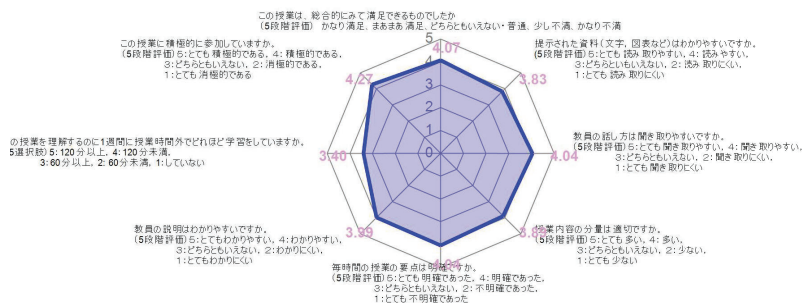 この授業は、総合的にみて満足できるものでしたか
(5段階評価) かなり満足、まあまあ満足、どちらともいえない・普通、少し不満、かなり不満
5
4.07
4
3
2
1
0
提示された資料(文字，図表など)はわかりやすいですか。
(5段階評価) 5：とても読み取りやすい， 4： 読みやすい，
3：どちらともいえない， 2： 読み取りにくい，
1：とても読み取りにくい
3.83
教員の話し方は聞き取りやすいですか。
(5段階評価) 5：とても聞き取りやすい， 4： 聞き取りやすい，
3：どちらともいえない， 2： 聞き取りにくい，
1：とても聞き取りにくい
4.04
授業内容の分量は適切ですか。
(5段階評価) 5：とても多い， 4： 多い，
3：どちらともいえない， 2： 少ない，
1：とても少ない
毎時間の授業の要点は明確ですか。
(5段階評価) 5：とても明確であった， 4： 明確であった，
3：どちらともいえない， 2： 不明確であった，
1：とても不明確であった
教員の説明はわかりやすいですか。
(5段階評価) 5：とてもわかりやすい， 4： わかりやすい，
3：どちらともいえない， 2： わかりにくい，
1：とてもわかりにくい
3.99
の授業を理解するのに1週間に授業時間外でどれほど学習をしていますか。
5選択肢) 5：120分以上， 4：120分未満，
3：60分以上， 2：60分未満， 1：していない
3.40
この授業に積極的に参加していますか。
(5段階評価) 5：とても積極的である， 4： 積極的である，
3：どちらともいえない， 2： 消極的である，
1：とても消極的である
4.27